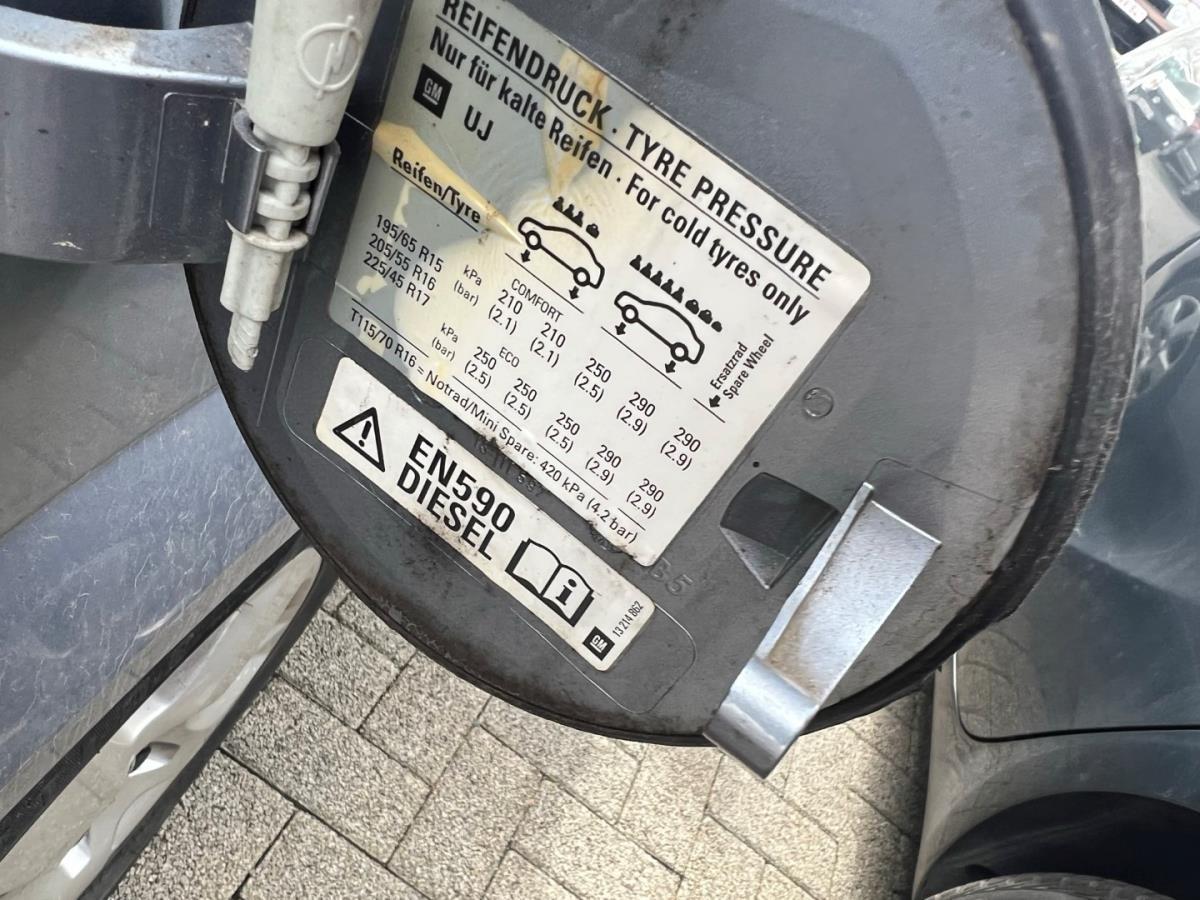 REIFENDRUCK · TYRE PRESSURE
Nur für kalte Reifen · For cold tyres only
GM UJ
Reifen/Tyre
Ersatzrad
Spare Wheel
195/65 R15
205/55 R16
225/45 R17
COMFORT
kPa 210 210 250 290 290
(bar) (2.1) (2.1) (2.5) (2.9) (2.9)
ECO
kPa 250 250 250 290 290
(bar) (2.5) (2.5) (2.5) (2.9) (2.9)
T115/70 R16 = Notrad/Mini Spare: 420 kPa (4.2 bar)
EN590
DIESEL
GM
13 214 862